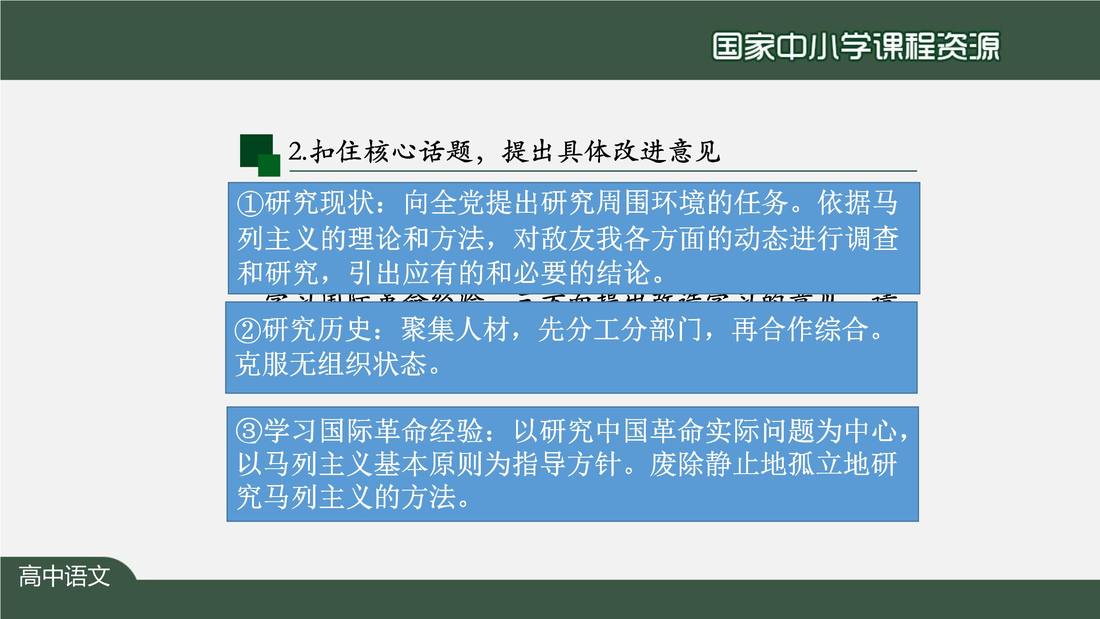 国家中小学课程资源
2.扣住核心话题，提出具体改进意见
①研究现状：向全党提出研究周围环境的任务。依据马
列主义的理论和方法，对敌友我各方面的动态进行调查
和研究，引出应有的和必要的结论。
②研究历史：聚集人材，先分工分部门，再合作综合。
克服无组织状态。
③学习国际革命经验：以研究中国革命实际问题为中心，
以马列主义基本原则为指导方针。废除静止地孤立地研
究马列主义的方法。
高中语文